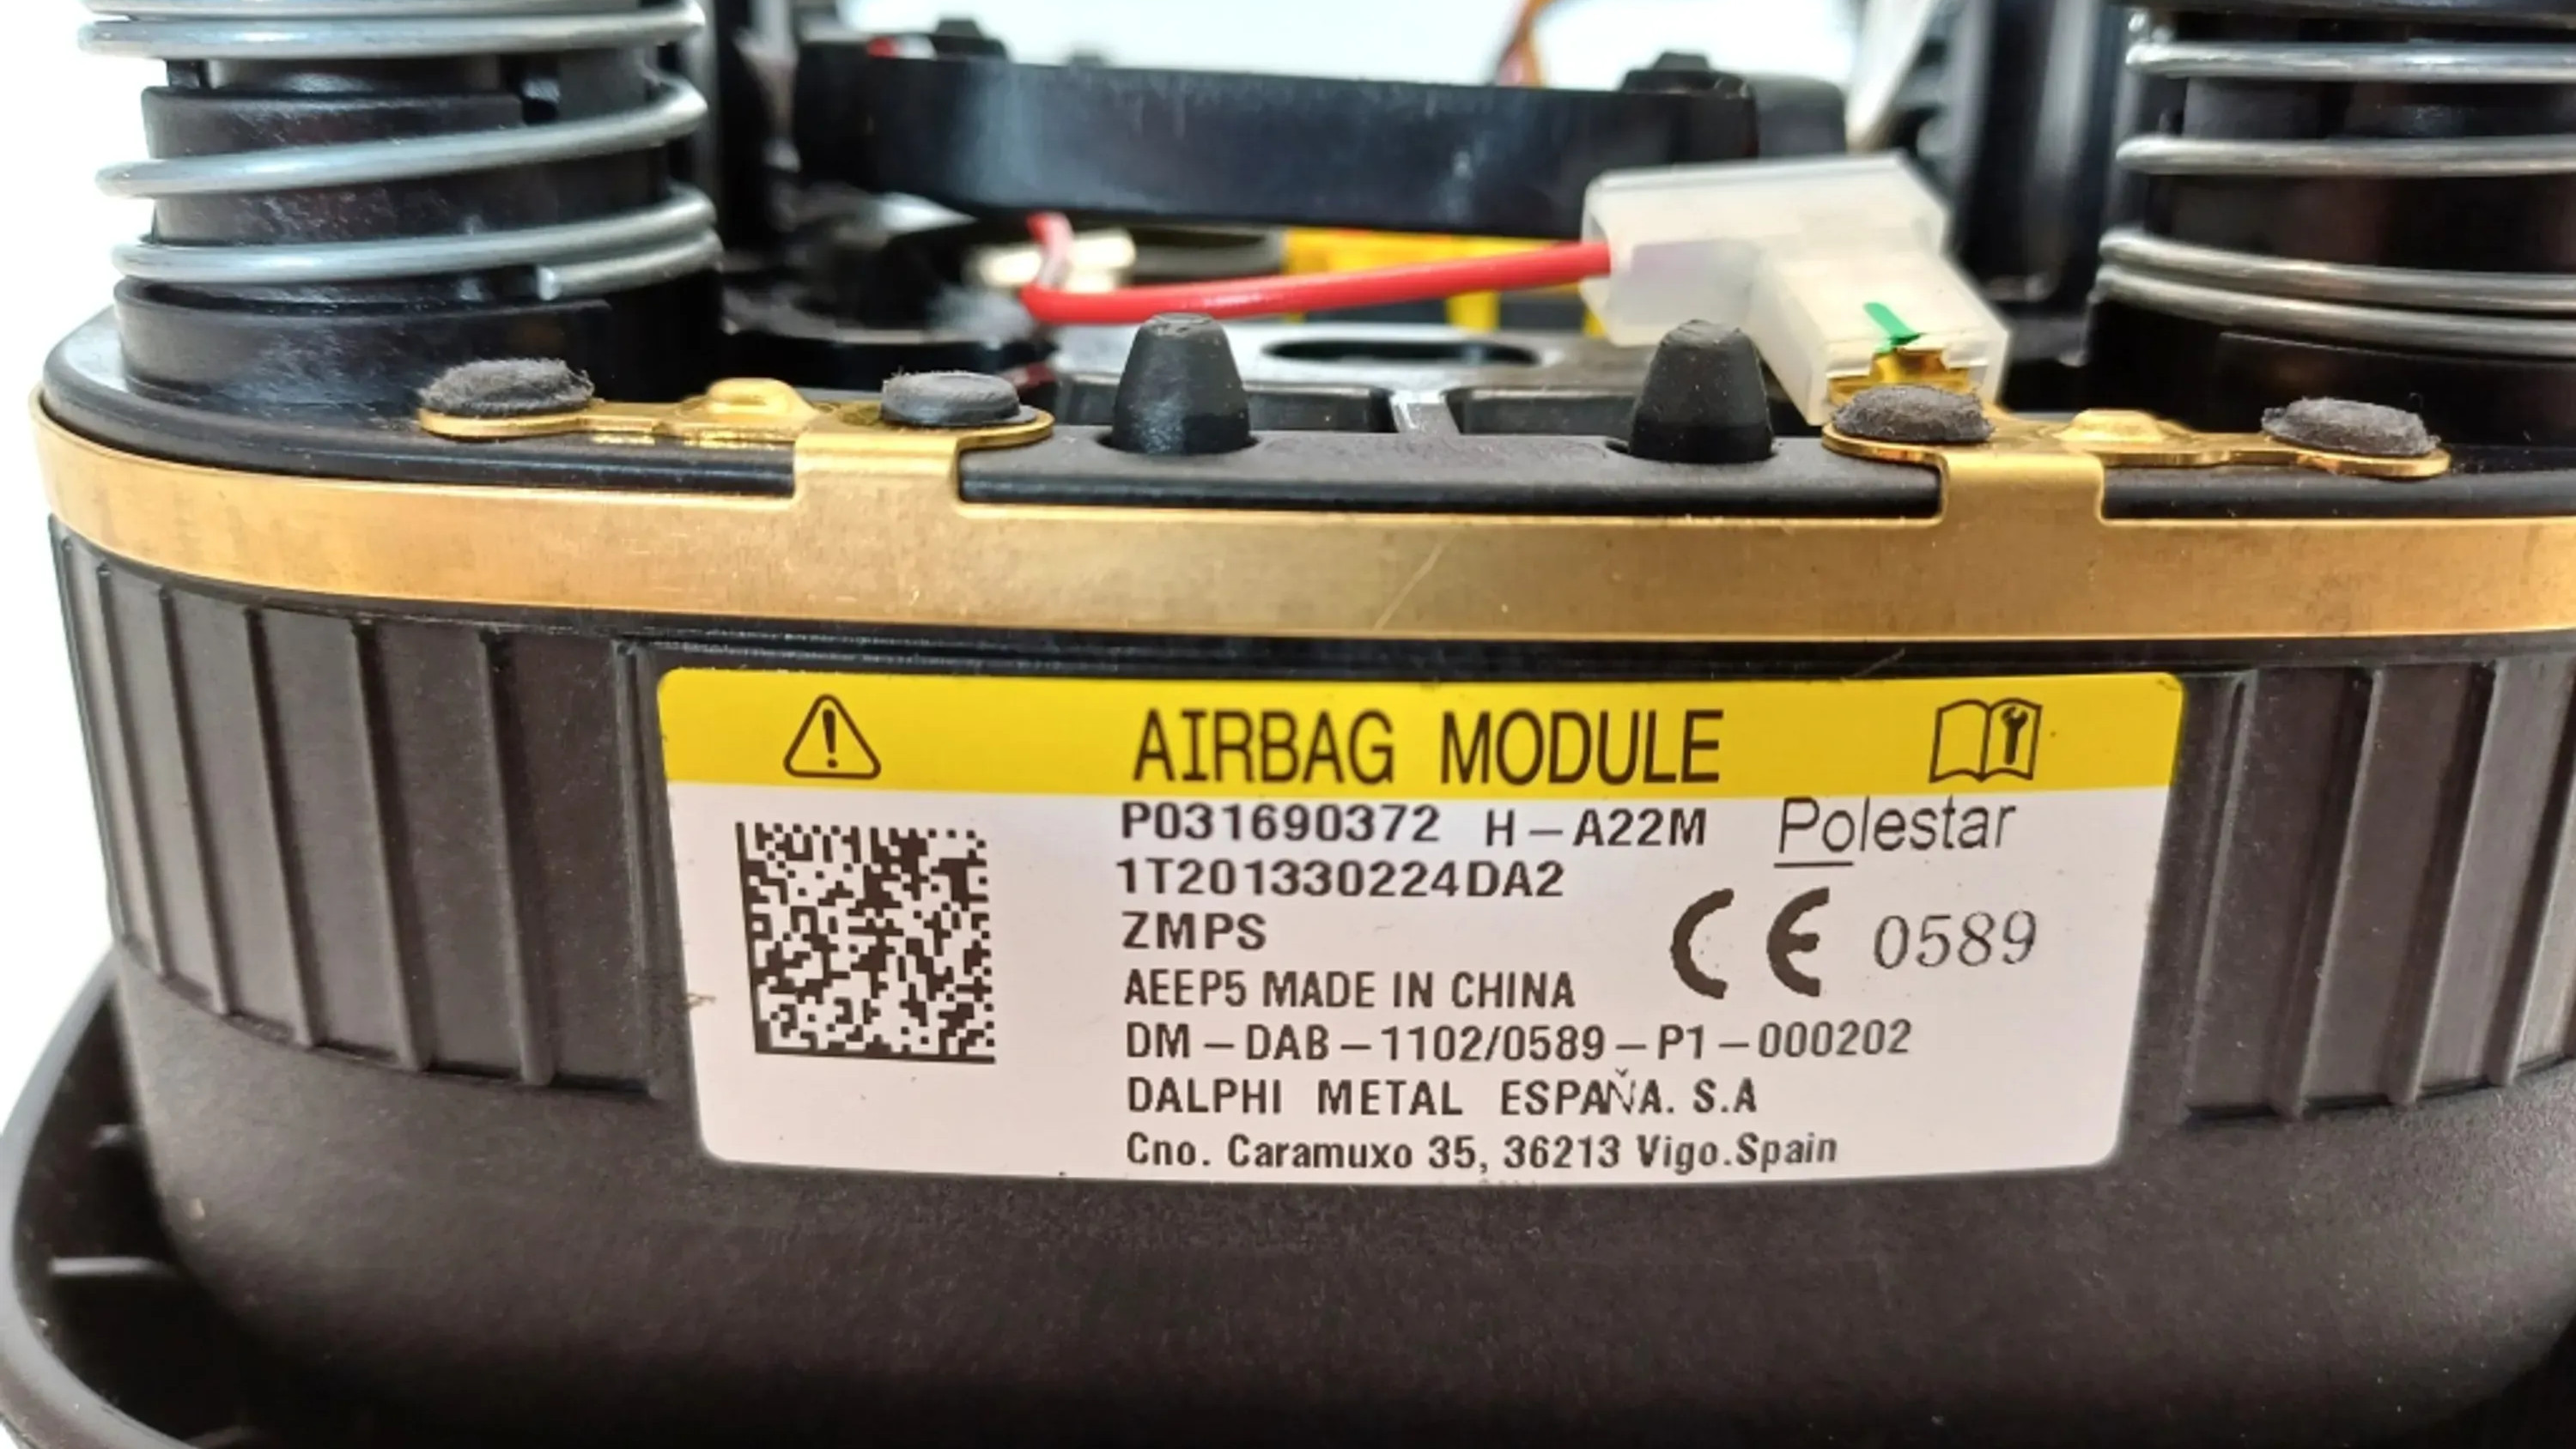 AIRBAG MODULE
P031690372 H-A22M Polestar
1T201330224DA2
ZMPS
CE 0589
AEEP5 MADE IN CHINA
DM-DAB-1102/0589-P1-000202
DALPHI METAL ESPAÑA. S.A
Cno. Caramuxo 35, 36213 Vigo.Spain